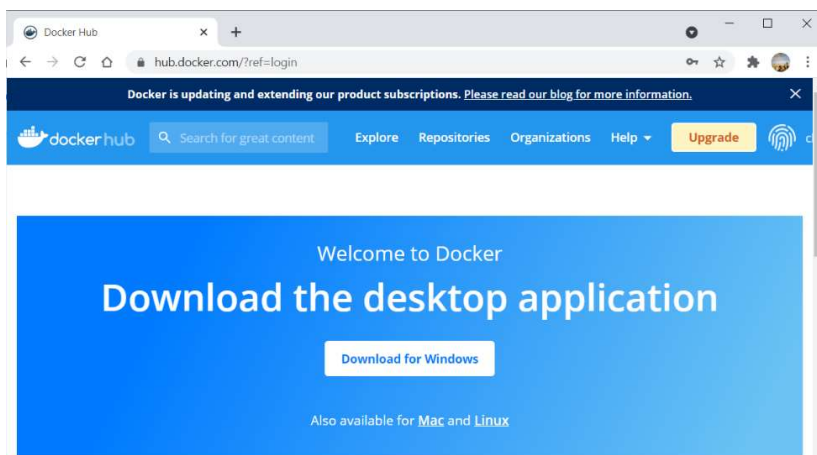 Docker Hub
hub.docker.com/?ref=login
Docker is updating and extending our product subscriptions. Please read our blog for more information.
docker hub Search for great content Explore Repositories Organizations Help Upgrade
Welcome to Docker
Download the desktop application
Download for Windows
Also available for Mac and Linux